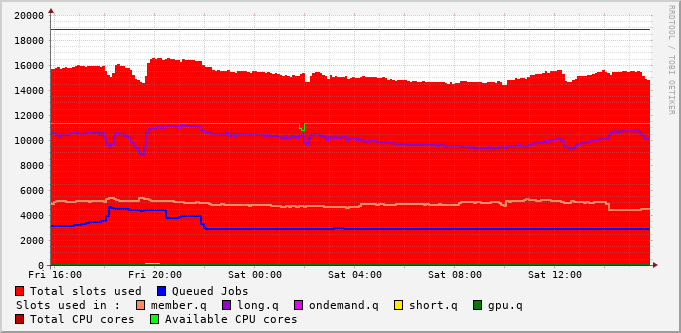 RRDTOOL / TOBI OETIKER
20000
18000
16000
14000
12000
10000
8000
6000
4000
2000
0
Fri 16:00 Fri 20:00 Sat 00:00 Sat 04:00 Sat 08:00 Sat 12:00
Total slots used Queued Jobs
Slots used in : member.q long.q ondemand.q short.q gpu.q
Total CPU cores Available CPU cores